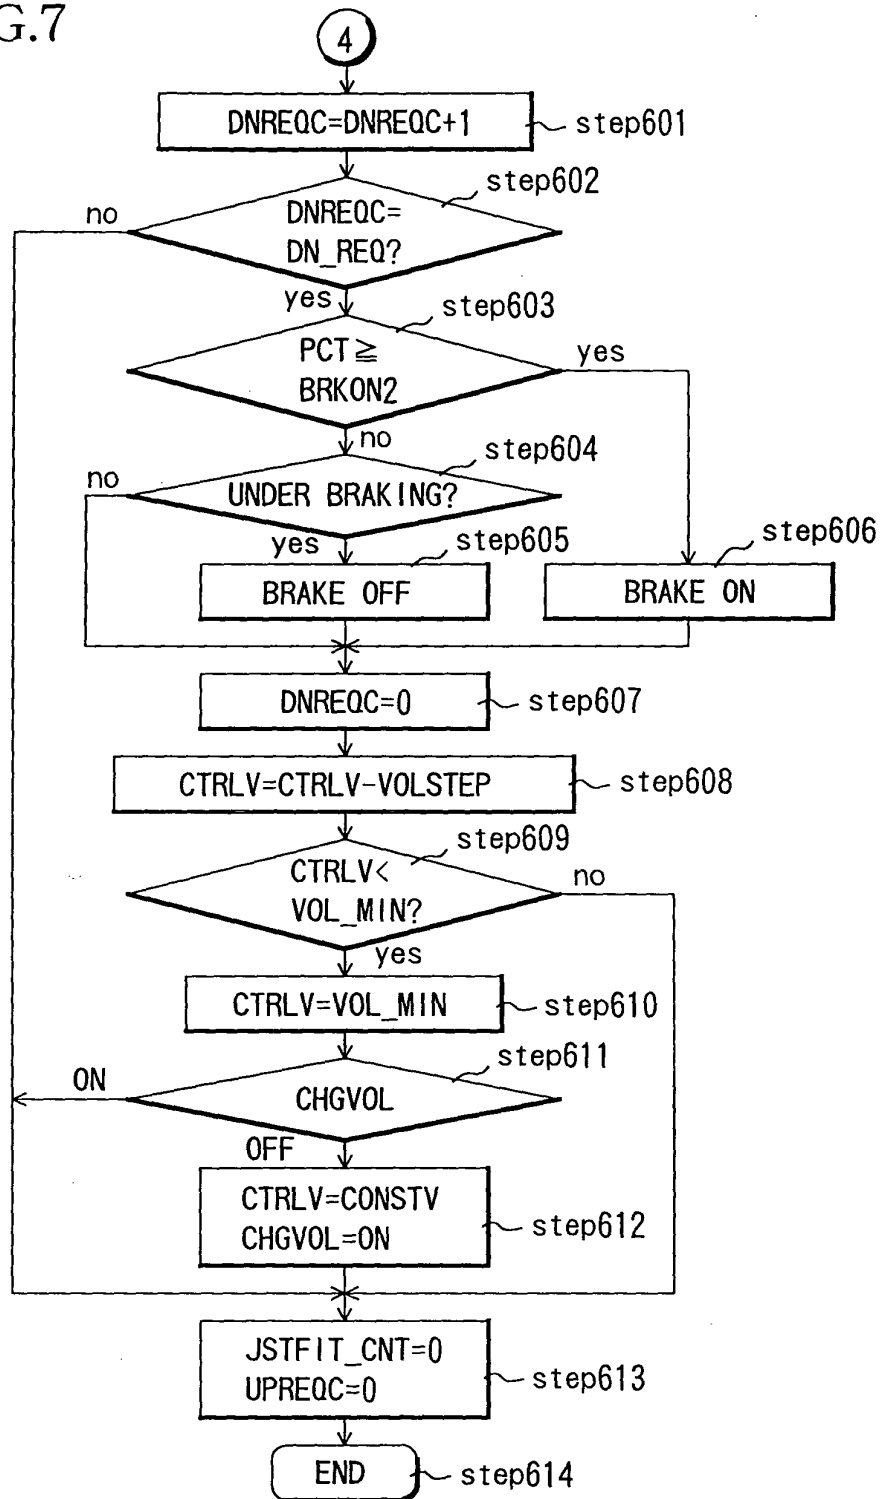 G.7
4
DNREQC=DNREQC+1
step601
step602
no
DNREQC=
DN_REQ?
yes
step603
PCT≧
BRKON2
yes
no
step604
no
UNDER BRAKING?
yes
step605
step606
BRAKE OFF
BRAKE ON
DNREQC=0
step607
CTRLV=CTRLV-VOLSTEP
step608
step609
CTRLV<
VOL_MIN?
no
yes
CTRLV=VOL_MIN
step610
step611
ON
CHGVOL
OFF
CTRLV=CONSTV
CHGVOL=ON
step612
JSTFIT_CNT=0
UPREQC=0
step613
END
step614